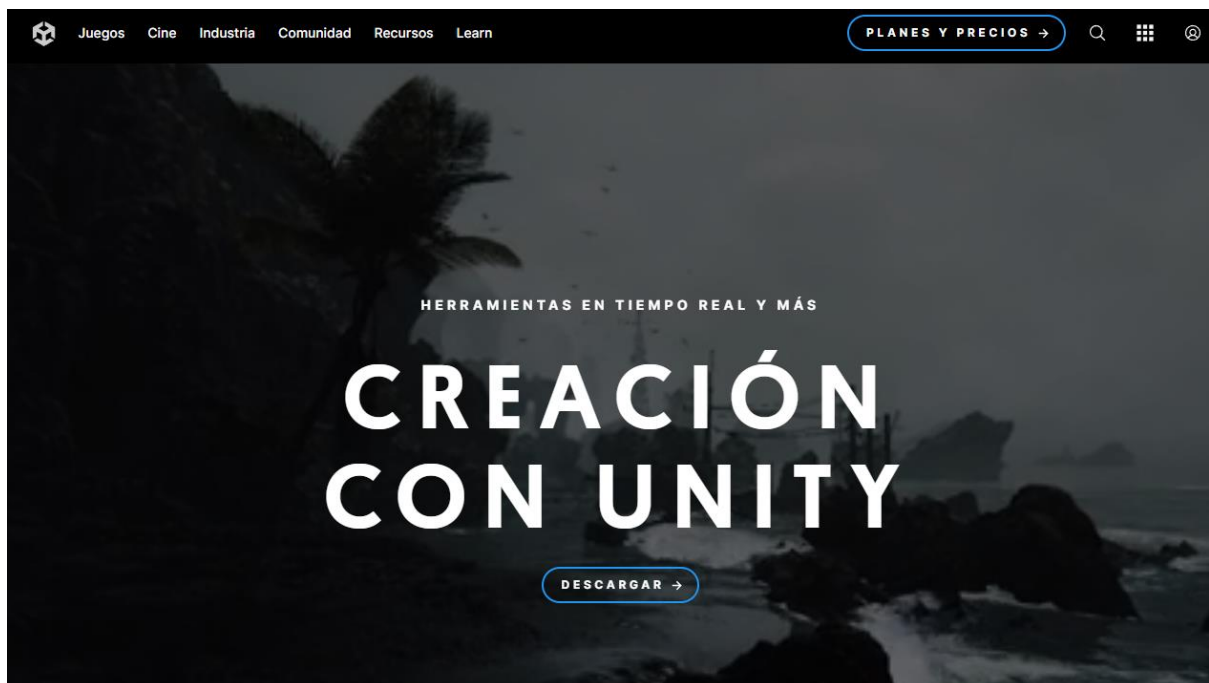 Juegos Cine Industria Comunidad Recursos Learn PLANES Y PRECIOS →
HERRAMIENTAS EN TIEMPO REAL Y MÁS
CREACIÓN
CON UNITY
DESCARGAR →